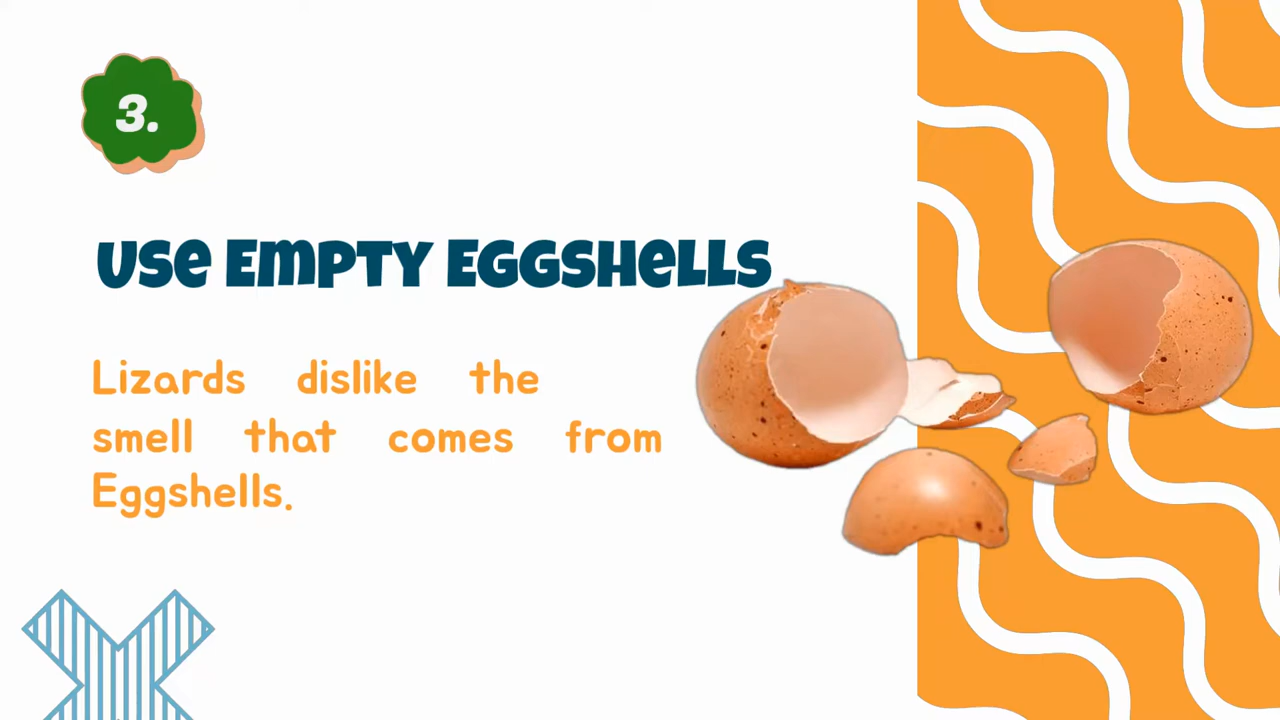 3.
Use Empty Eggshells
Lizards dislike the
smell that comes from
Eggshells.